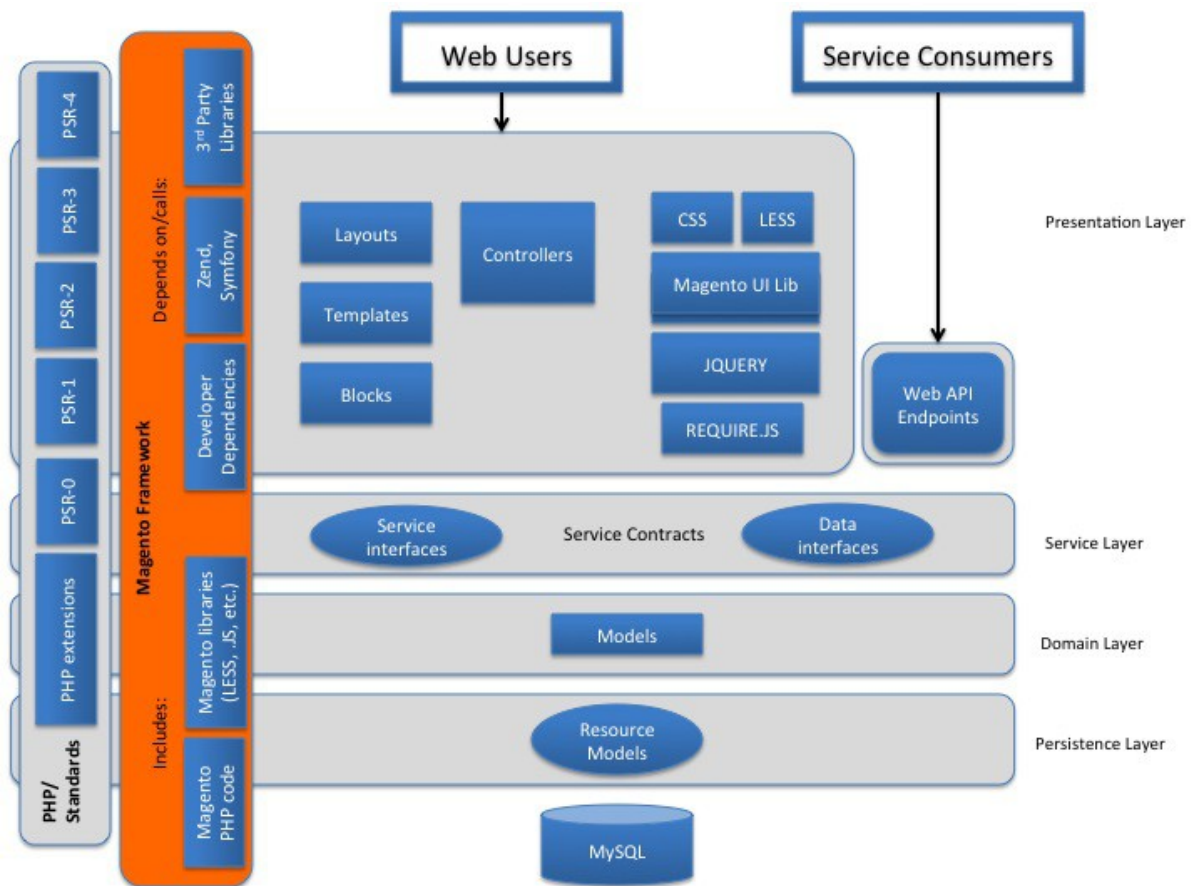 Web Users
Service Consumers
PSR-4
PSR-3
PSR-2
PSR-1
PSR-0
PHP extensions
PHP/
Standards
Magento Framework
Depends on/calls:
3rd Party
Libraries
Zend,
Symfony
Developer
Dependencies
Includes:
Magento libraries
(LESS, .JS, etc.)
Magento
PHP code
Layouts
Templates
Blocks
Controllers
CSS
LESS
Magento UI Lib
JQUERY
REQUIRE.JS
Web API
Endpoints
Presentation Layer
Service
interfaces
Service Contracts
Data
interfaces
Service Layer
Models
Domain Layer
Resource
Models
Persistence Layer
MySQL